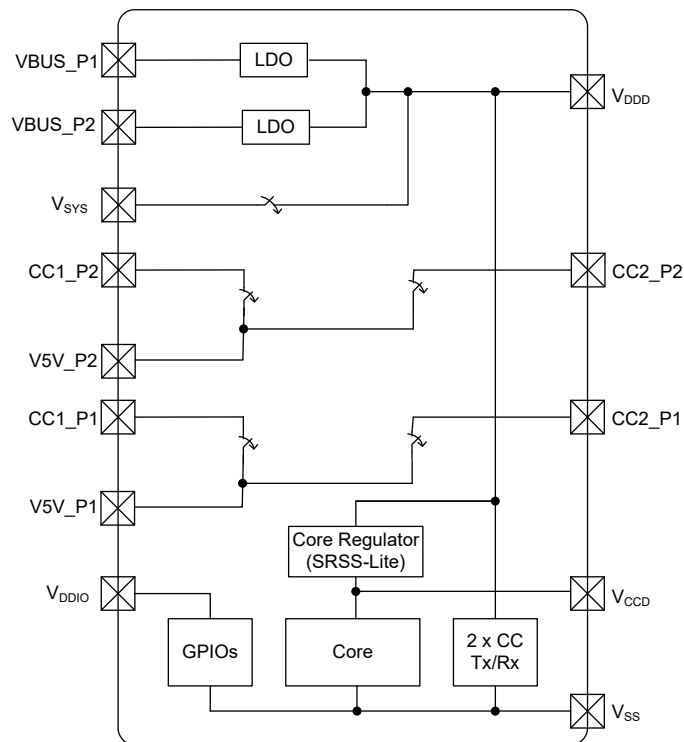 VBUS_P1
LDO
VBUS_P2
LDO
VDDD
VSYS
CC1_P2
CC2_P2
V5V_P2
CC1_P1
CC2_P1
V5V_P1
Core Regulator
(SRSS-Lite)
VDDIO
VCCD
GPIOs
Core
2 x CC
Tx/Rx
VSS